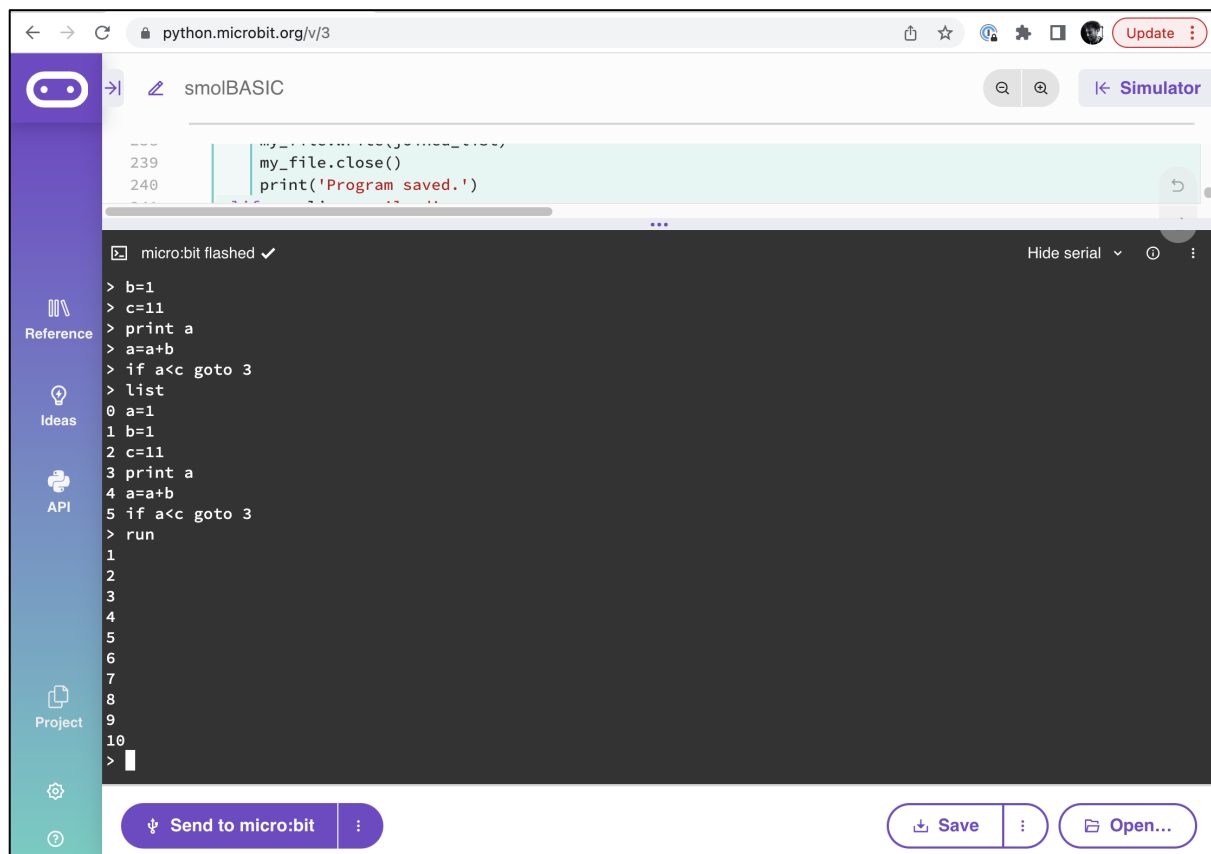 python.microbit.org/v/3
Update
smolBASIC
Simulator
239 my_file.close()
240 print('Program saved.')
micro:bit flashed
Hide serial
> b=1
> c=11
> print a
> a=a+b
> if a<c goto 3
> list
0 a=1
1 b=1
2 c=11
3 print a
4 a=a+b
5 if a<c goto 3
> run
1
2
3
4
5
6
7
8
9
10
>
Reference
Ideas
API
Project
Send to micro:bit
Save
Open...